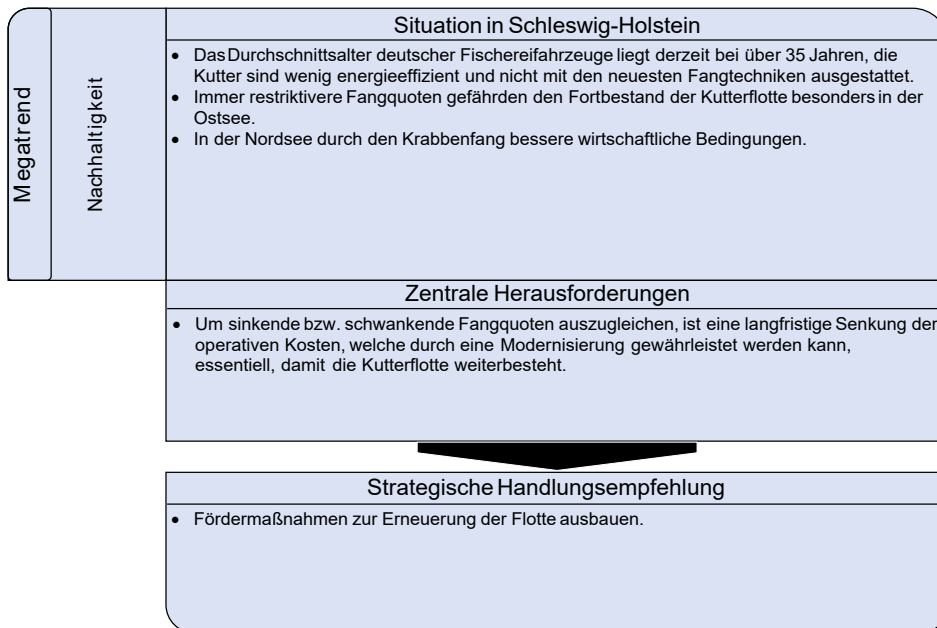 Megatrend
Nachhaltigkeit
Situation in Schleswig-Holstein
• Das Durchschnittsalter deutscher Fischereifahrzeuge liegt derzeit bei über 35 Jahren, die
Kutter sind wenig energieeffizient und nicht mit den neuesten Fangtechniken ausgestattet.
• Immer restriktivere Fangquoten gefährden den Fortbestand der Kutterflotte besonders in der
Ostsee.
• In der Nordsee durch den Krabbenfang bessere wirtschaftliche Bedingungen.
Zentrale Herausforderungen
• Um sinkende bzw. schwankende Fangquoten auszugleichen, ist eine langfristige Senkung der
operativen Kosten, welche durch eine Modernisierung gewährleistet werden kann,
essentiell, damit die Kutterflotte weiterbesteht.
Strategische Handlungsempfehlung
• Fördermaßnahmen zur Erneuerung der Flotte ausbauen.